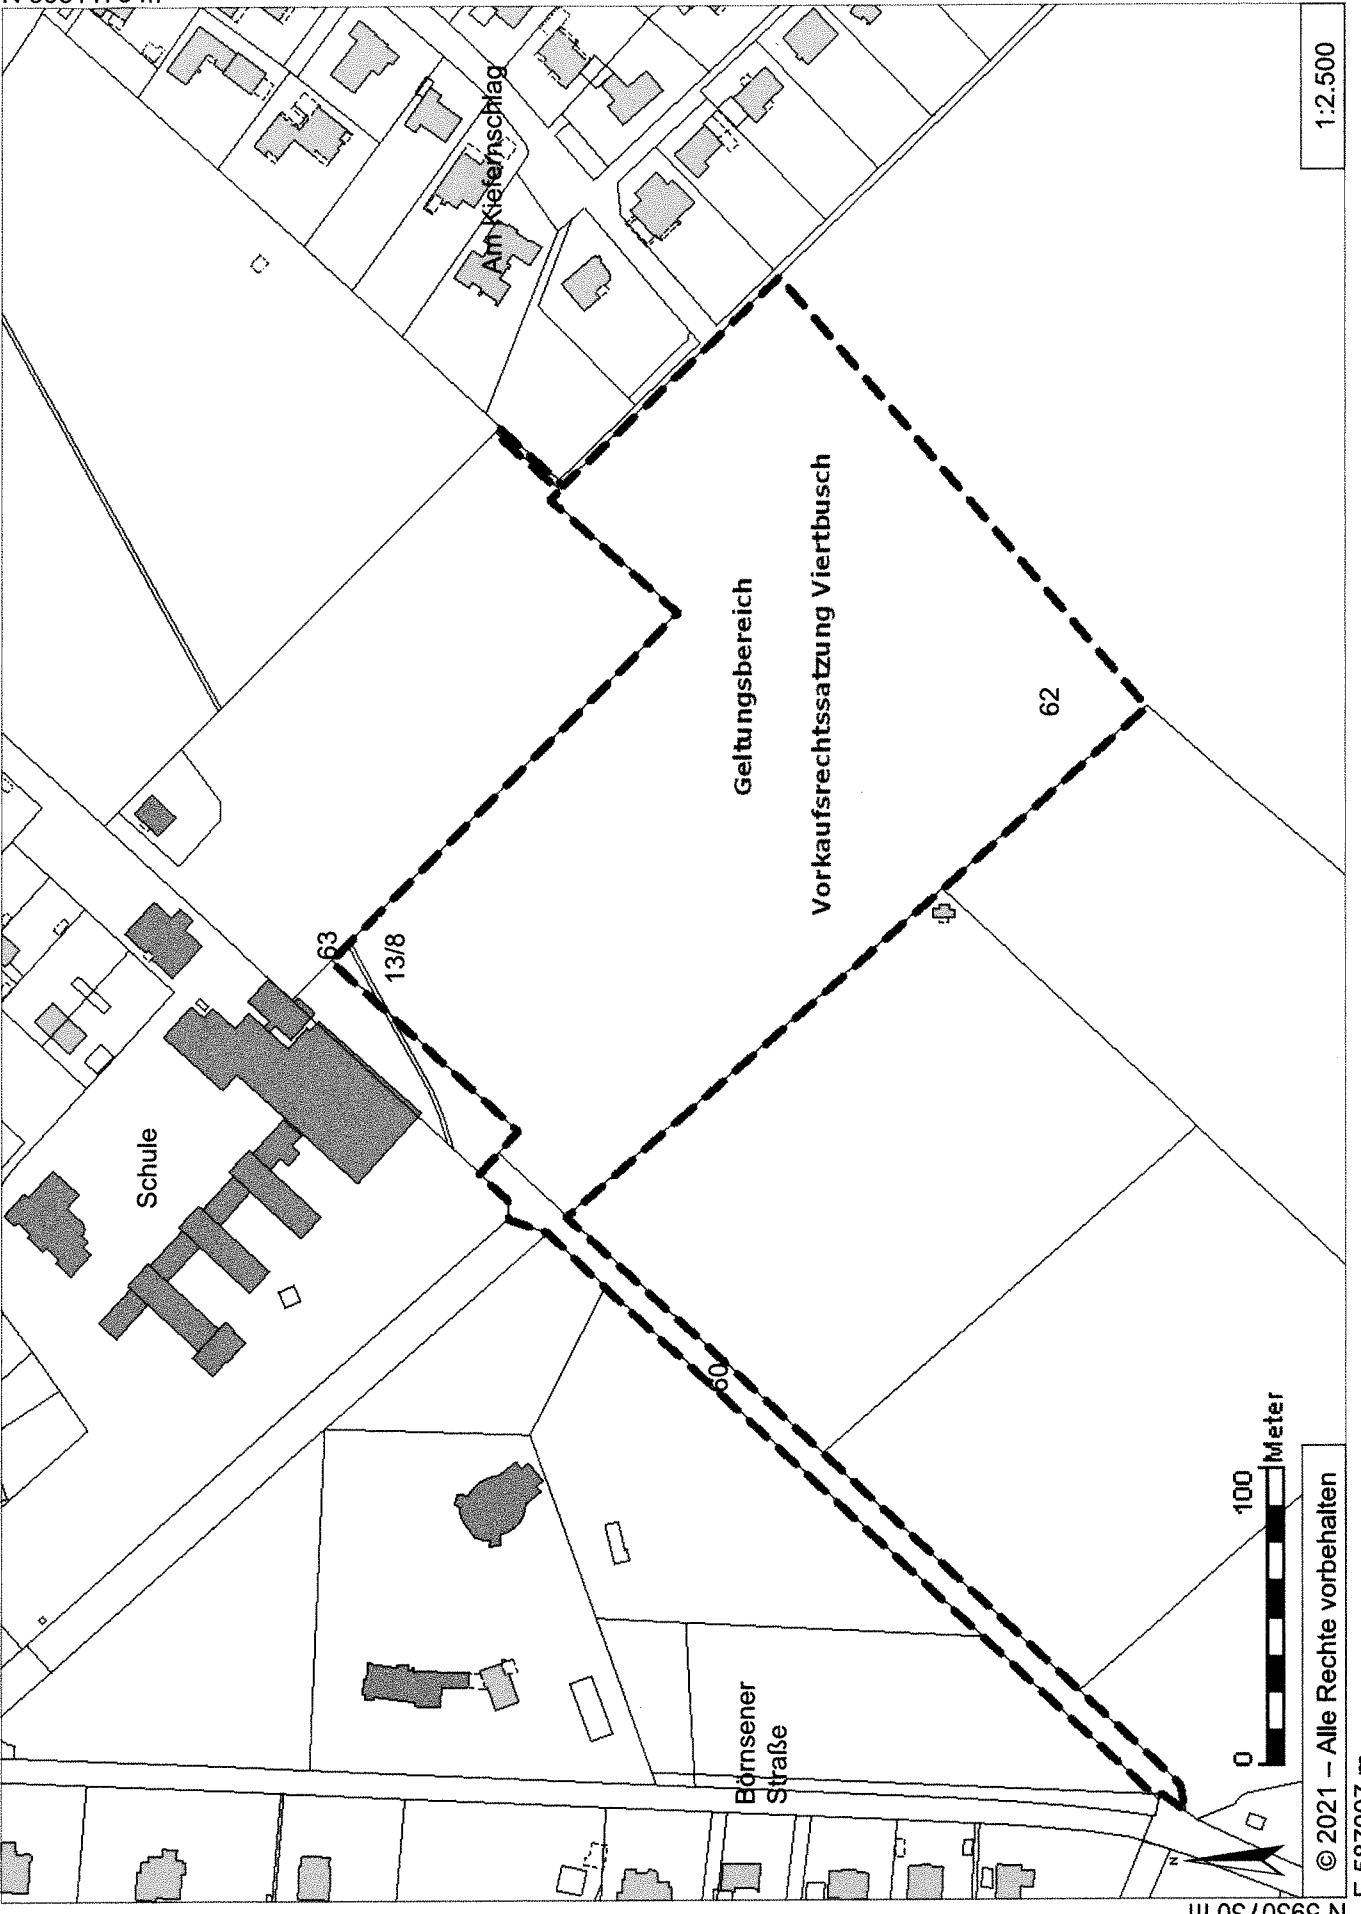 1:2.500
Am Kiefernschlag
Schule
63
13/8
Geltungsbereich
Vorkaufsrechtssatzung Viertbusch
62
60
Börnsener
Straße
0
100
Meter
N
© 2021 – Alle Rechte vorbehalten
N 5930730 m